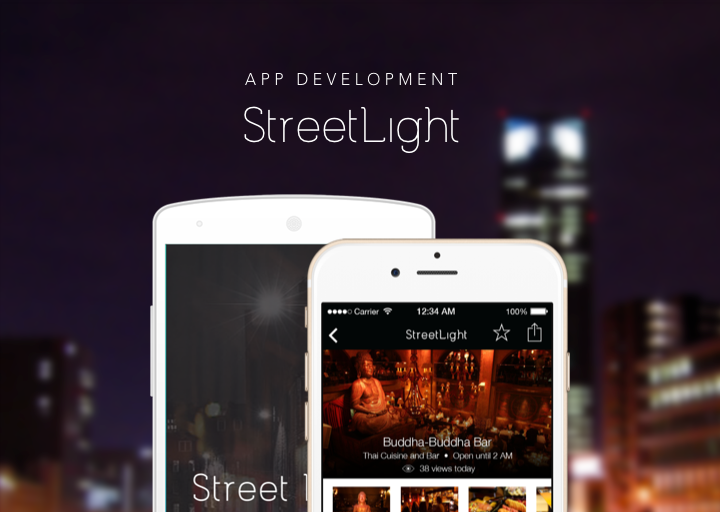 APP DEVELOPMENT
StreetLight
Carrier 12:34 AM 100%
StreetLight
Buddha-Buddha Bar
Thai Cuisine and Bar • Open until 2 AM
38 views today
Street